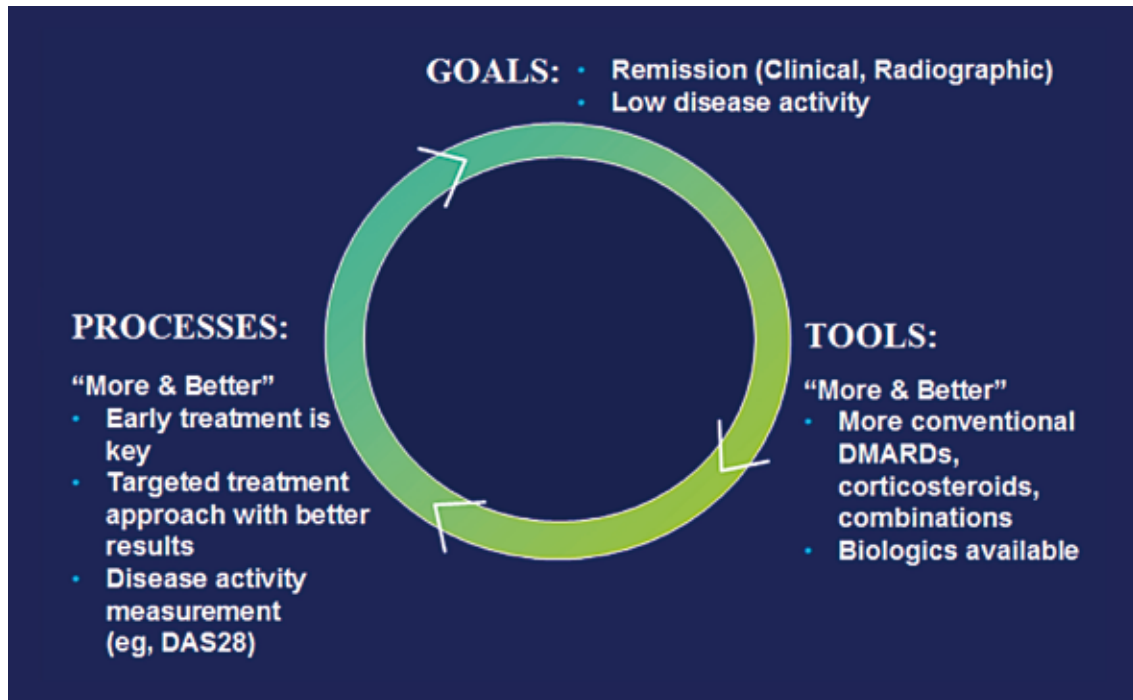 GOALS: • Remission (Clinical, Radiographic)
• Low disease activity
PROCESSES:
“More & Better”
• Early treatment is
key
• Targeted treatment
approach with better
results
• Disease activity
measurement
(eg, DAS28)
TOOLS:
“More & Better”
• More conventional
DMARDs,
corticosteroids,
combinations
• Biologics available